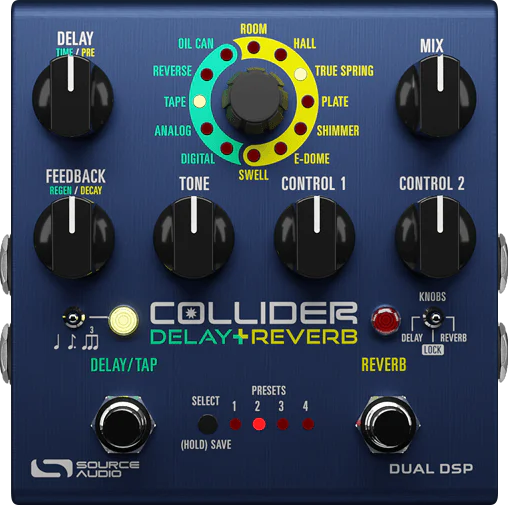 DELAY
TIME / PRE
OIL CAN
ROOM
HALL
MIX
REVERSE
TRUE SPRING
TAPE
PLATE
ANALOG
SHIMMER
DIGITAL
E-DOME
SWELL
FEEDBACK
REGEN / DECAY
TONE
CONTROL 1
CONTROL 2
3
COLLIDER
DELAY+REVERB
KNOBS
DELAY
REVERB
LOCK
DELAY/TAP
REVERB
SELECT
PRESETS
1 2 3 4
(HOLD) SAVE
SOURCE
AUDIO
DUAL DSP